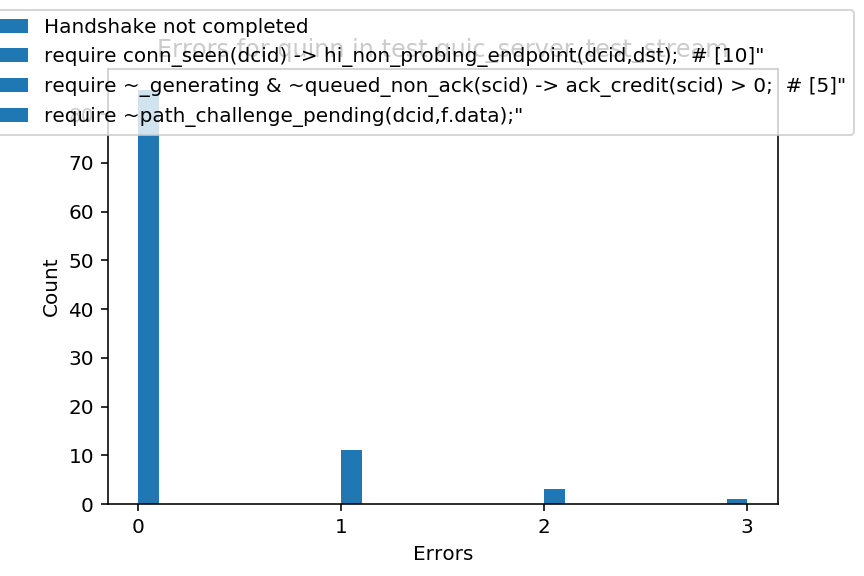 Handshake not completed
Errors for quinn in test quic_server_test_stream
require conn_seen(dcid) -> hi_non_probing_endpoint(dcid,dst);  # [10]"
require ~_generating & ~queued_non_ack(scid) -> ack_credit(scid) > 0;  # [5]"
require ~path_challenge_pending(dcid,f.data);"
80
70
60
50
40
30
20
10
0
Count
0 1 2 3
Errors